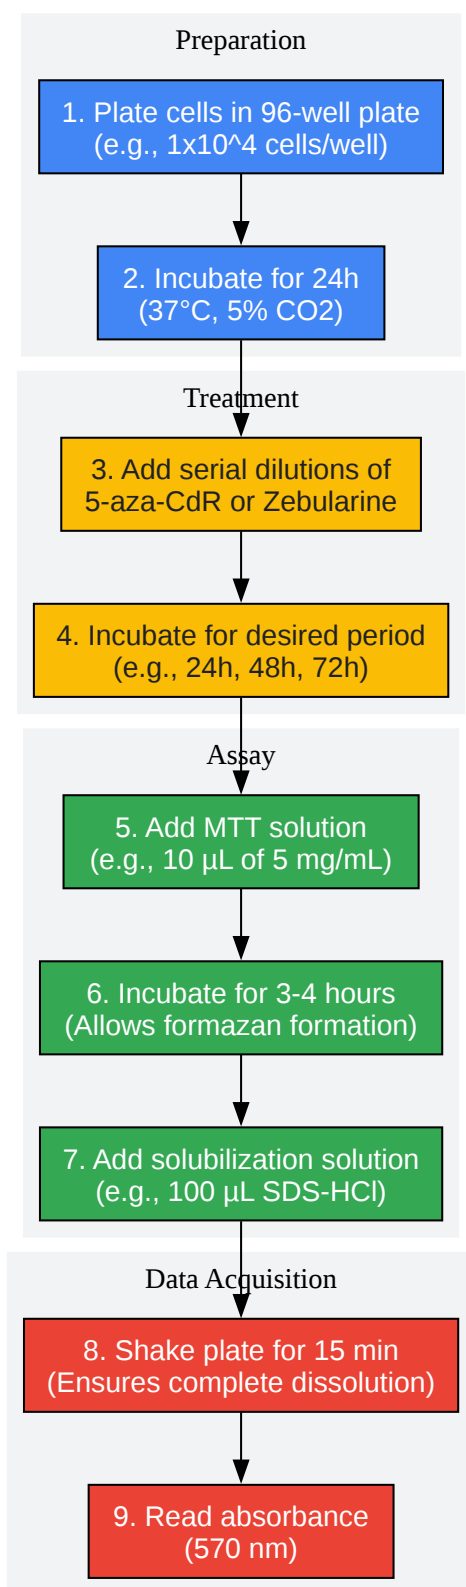 Preparation
1. Plate cells in 96-well plate
(e.g., 1x10^4 cells/well)
2. Incubate for 24h
(37°C, 5% CO2)
Treatment
3. Add serial dilutions of
5-aza-CdR or Zebularine
4. Incubate for desired period
(e.g., 24h, 48h, 72h)
Assay
5. Add MTT solution
(e.g., 10 µL of 5 mg/mL)
6. Incubate for 3-4 hours
(Allows formazan formation)
7. Add solubilization solution
(e.g., 100 µL SDS-HCl)
Data Acquisition
8. Shake plate for 15 min
(Ensures complete dissolution)
9. Read absorbance
(570 nm)